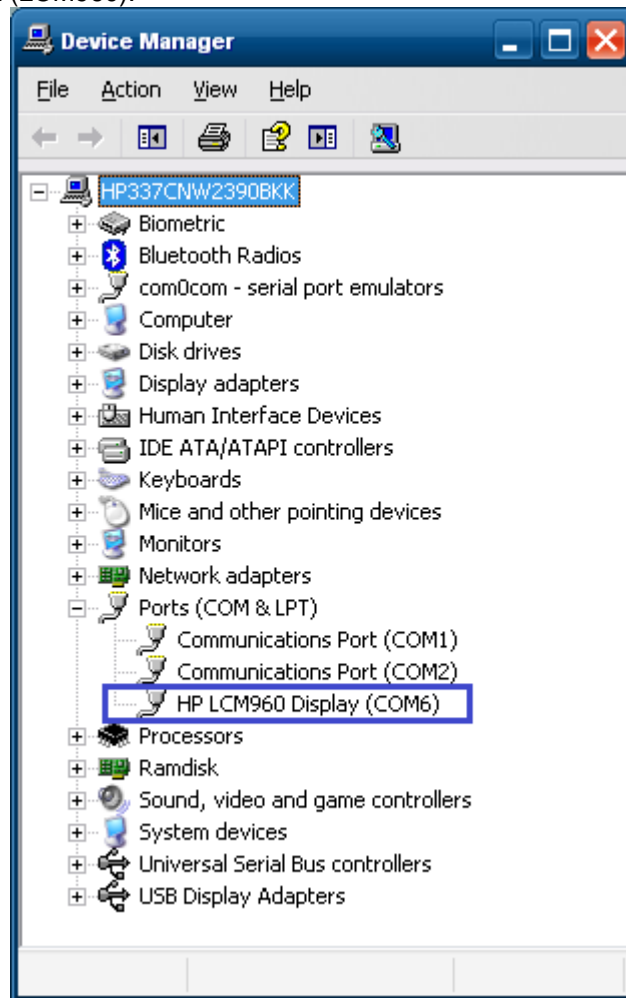 Device Manager
File Action View Help
HP337CNW2390BKK
Biometric
Bluetooth Radios
com0com - serial port emulators
Computer
Disk drives
Display adapters
Human Interface Devices
IDE ATA/ATAPI controllers
Keyboards
Mice and other pointing devices
Monitors
Network adapters
Ports (COM & LPT)
Communications Port (COM1)
Communications Port (COM2)
HP LCM960 Display (COM6)
Processors
Ramdisk
Sound, video and game controllers
System devices
Universal Serial Bus controllers
USB Display Adapters